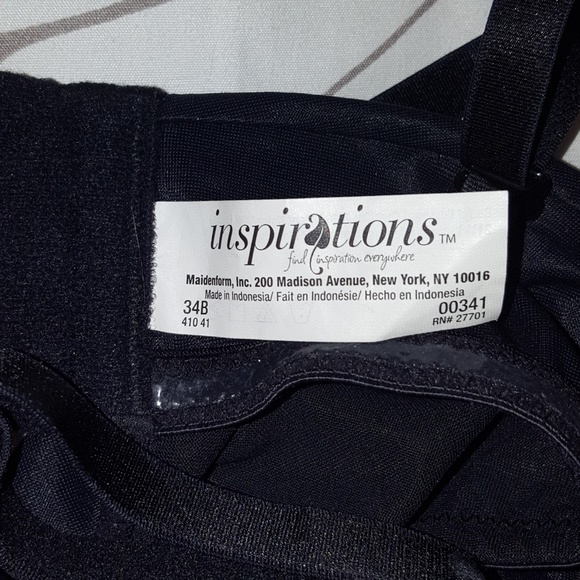 inspirations™
find inspiration everywhere
Maidenform, Inc. 200 Madison Avenue, New York, NY 10016
Made in Indonesia/ Fait en Indonésie/ Hecho en Indonesia
34B 00341
410 41 RN# 27701